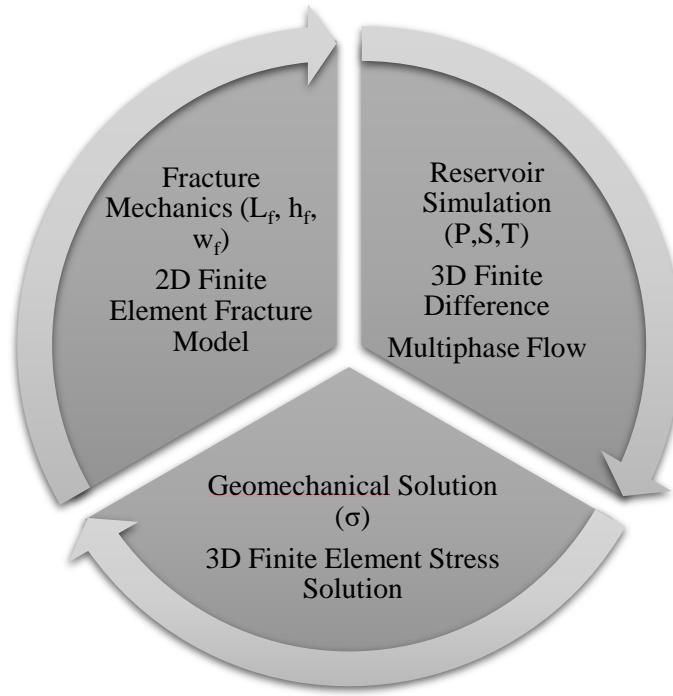 Fracture
Mechanics (Lf, hf,
wf)
2D Finite
Element Fracture
Model
Reservoir
Simulation
(P,S,T)
3D Finite
Difference
Multiphase Flow
Geomechanical Solution
(σ)
3D Finite Element Stress
Solution